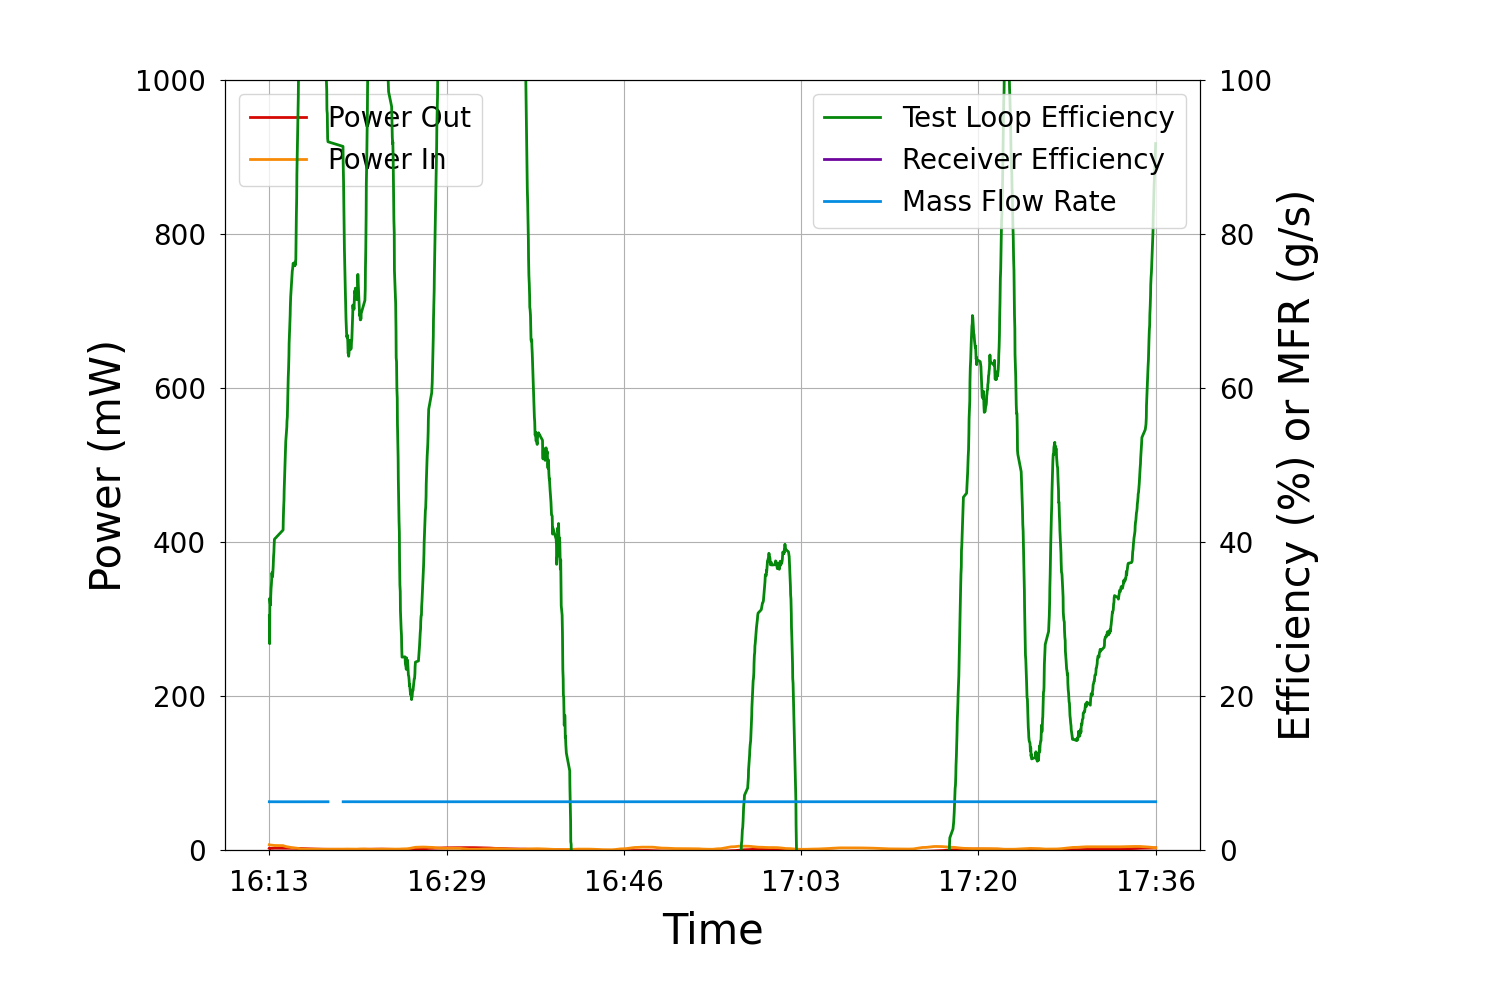 1000
800
600
400
200
0
Power (mW)
Power Out
Power In
Test Loop Efficiency
Receiver Efficiency
Mass Flow Rate
100
80
60
40
20
0
Efficiency (%) or MFR (g/s)
16:13 16:29 16:46 17:03 17:20 17:36
Time